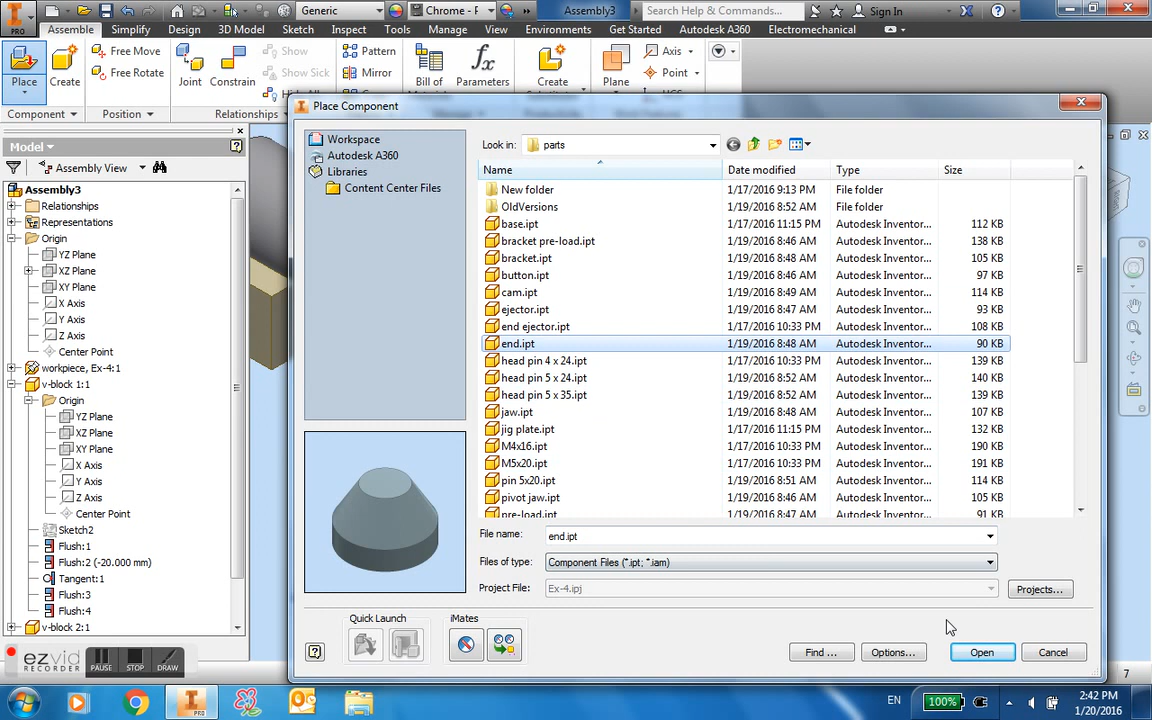 Generic
Chrome - F
Assembly3
Search Help & Commands...
Sign In
PRO
Assemble Simplify Design 3D Model Sketch Inspect Tools Manage View Environments Get Started Autodesk A360 Electromechanical
Place
Create
Free Move
Free Rotate
Joint
Constrain
Show
Show Sick
Pattern
Mirror
Bill of
Parameters
Create
Plane
Axis
Point
Component
Position
Relationships
Model
Assembly View
Assembly3
Relationships
Representations
Origin
YZ Plane
XZ Plane
XY Plane
X Axis
Y Axis
Z Axis
Center Point
workpiece, Ex-4:1
v-block 1:1
Origin
YZ Plane
XZ Plane
XY Plane
X Axis
Y Axis
Z Axis
Center Point
Sketch2
Flush:1
Flush:2 (-20.000 mm)
Tangent:1
Flush:3
Flush:4
v-block 2:1
Place Component
Workspace
Autodesk A360
Libraries
Content Center Files
Look in: parts
Name Date modified Type Size
New folder 1/17/2016 9:13 PM File folder
OldVersions 1/19/2016 8:52 AM File folder
base.ipt 1/17/2016 11:15 PM Autodesk Inventor... 112 KB
bracket pre-load.ipt 1/19/2016 8:46 AM Autodesk Inventor... 138 KB
bracket.ipt 1/19/2016 8:48 AM Autodesk Inventor... 105 KB
button.ipt 1/19/2016 8:46 AM Autodesk Inventor... 97 KB
cam.ipt 1/19/2016 8:49 AM Autodesk Inventor... 114 KB
ejector.ipt 1/19/2016 8:47 AM Autodesk Inventor... 93 KB
end ejector.ipt 1/17/2016 10:33 PM Autodesk Inventor... 108 KB
end.ipt 1/19/2016 8:48 AM Autodesk Inventor... 90 KB
head pin 4 x 24.ipt 1/17/2016 10:33 PM Autodesk Inventor... 139 KB
head pin 5 x 24.ipt 1/19/2016 8:52 AM Autodesk Inventor... 140 KB
head pin 5 x 35.ipt 1/19/2016 8:52 AM Autodesk Inventor... 139 KB
jaw.ipt 1/19/2016 8:48 AM Autodesk Inventor... 107 KB
jig plate.ipt 1/17/2016 11:15 PM Autodesk Inventor... 132 KB
M4x16.ipt 1/17/2016 10:33 PM Autodesk Inventor... 190 KB
M5x20.ipt 1/17/2016 10:33 PM Autodesk Inventor... 191 KB
pin 5x20.ipt 1/19/2016 8:51 AM Autodesk Inventor... 114 KB
pivot jaw.ipt 1/19/2016 8:46 AM Autodesk Inventor... 105 KB
pre-load.ipt 1/19/2016 8:47 AM Autodesk Inventor... 91 KB
File name: end.ipt
Files of type: Component Files (*.ipt; *.iam)
Project File: Ex-4.ipj
Projects...
Quick Launch
iMates
Find ...
Options...
Open
Cancel
ezvid
RECORDER
PAUSE
STOP
DRAW
7
EN
100%
2:42 PM
1/20/2016